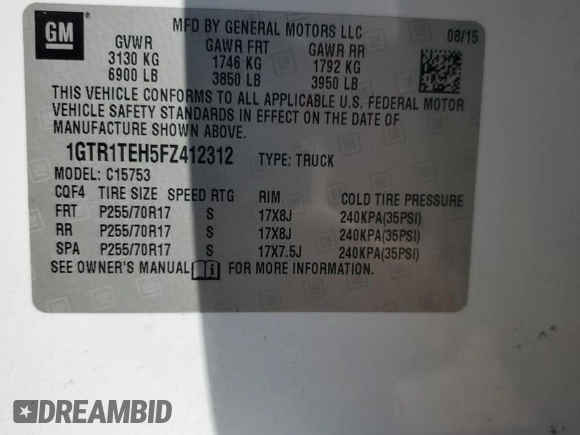 GM
MFD BY GENERAL MOTORS LLC 08/15
GVWR GAWR FRT GAWR RR
3130 KG 1746 KG 1792 KG
6900 LB 3850 LB 3950 LB
THIS VEHICLE CONFORMS TO ALL APPLICABLE U.S. FEDERAL MOTOR
VEHICLE SAFETY STANDARDS IN EFFECT ON THE DATE OF
MANUFACTURE SHOWN ABOVE.
1GTR1TEH5FZ412312 TYPE: TRUCK
MODEL: C15753
CQF4 TIRE SIZE SPEED RTG RIM COLD TIRE PRESSURE
FRT P255/70R17 S 17X8J 240KPA(35PSI)
RR P255/70R17 S 17X8J 240KPA(35PSI)
SPA P255/70R17 S 17X7.5J 240KPA(35PSI)
SEE OWNER'S MANUAL FOR MORE INFORMATION.
DREAMBID